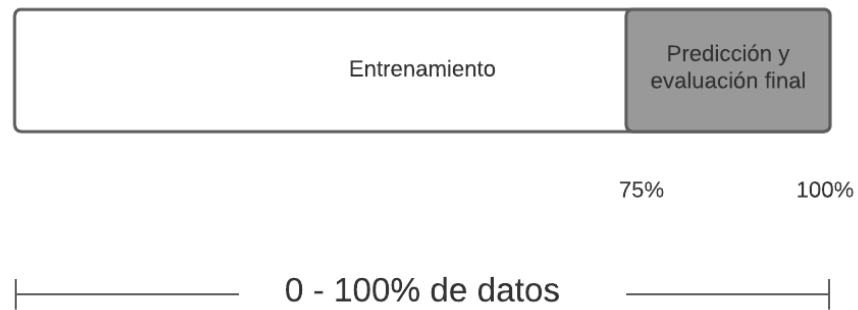 Entrenamiento
Predicción y
evaluación final
75%
100%
0 - 100% de datos